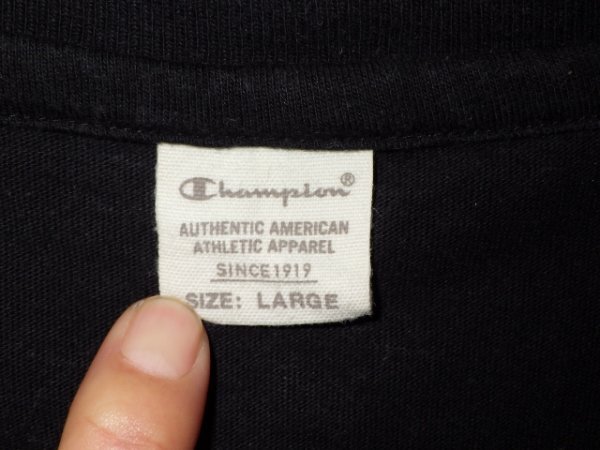 Champion®
AUTHENTIC AMERICAN
ATHLETIC APPAREL
SINCE 1919
SIZE: LARGE